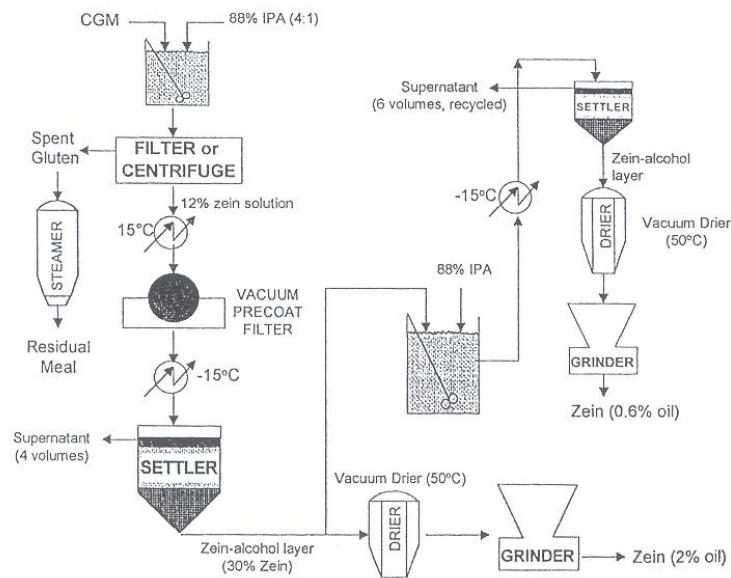 CGM
88% IPA (4:1)
Spent
Gluten
FILTER or
CENTRIFUGE
12% zein solution
15°C
STEAMER
VACUUM
PRECOAT
FILTER
Residual
Meal
-15°C
Supernatant
(4 volumes)
SETTLER
Zein-alcohol layer
(30% Zein)
Vacuum Drier (50°C)
DRIER
GRINDER
Zein (2% oil)
88% IPA
-15°C
Supernatant
(6 volumes, recycled)
SETTLER
Zein-alcohol
layer
Vacuum Drier
(50°C)
DRIER
GRINDER
Zein (0.6% oil)